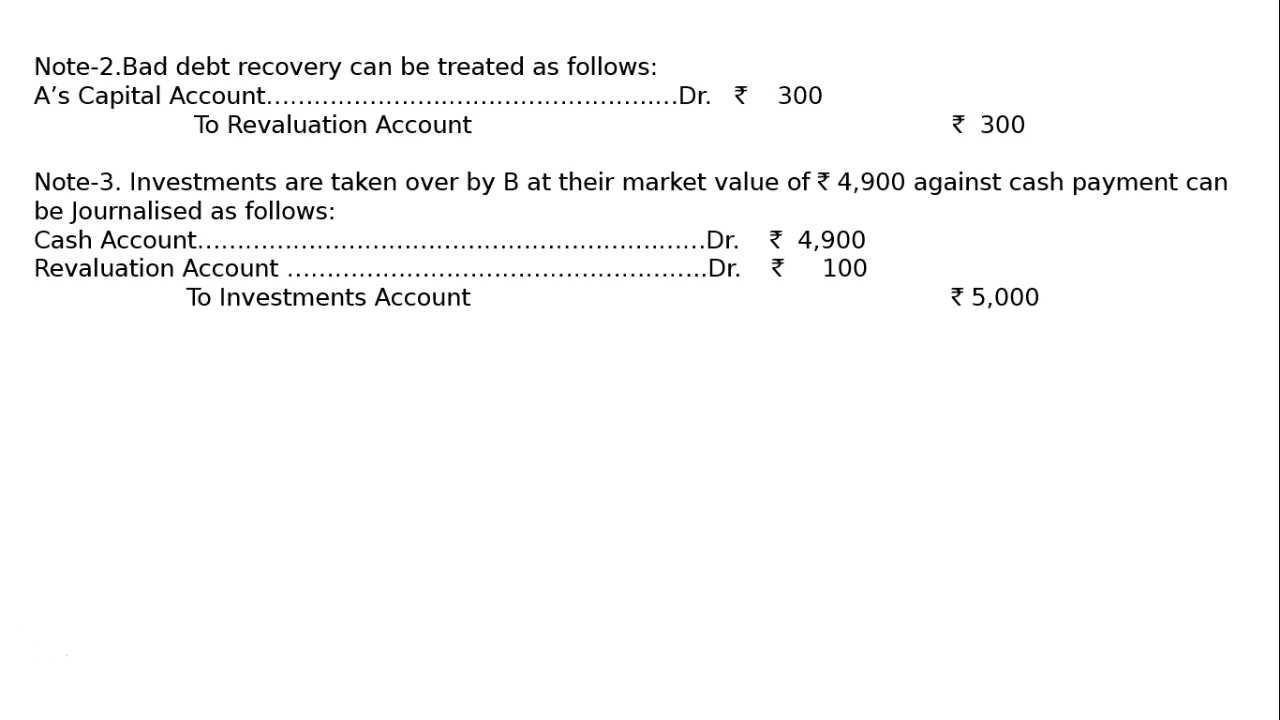 Note-2.Bad debt recovery can be treated as follows:
A’s Capital Account……………………………………………Dr. ₹ 300
To Revaluation Account ₹ 300
Note-3. Investments are taken over by B at their market value of ₹ 4,900 against cash payment can
be Journalised as follows:
Cash Account………………………………………………………Dr. ₹ 4,900
Revaluation Account ……………………………………………..Dr. ₹ 100
To Investments Account ₹ 5,000